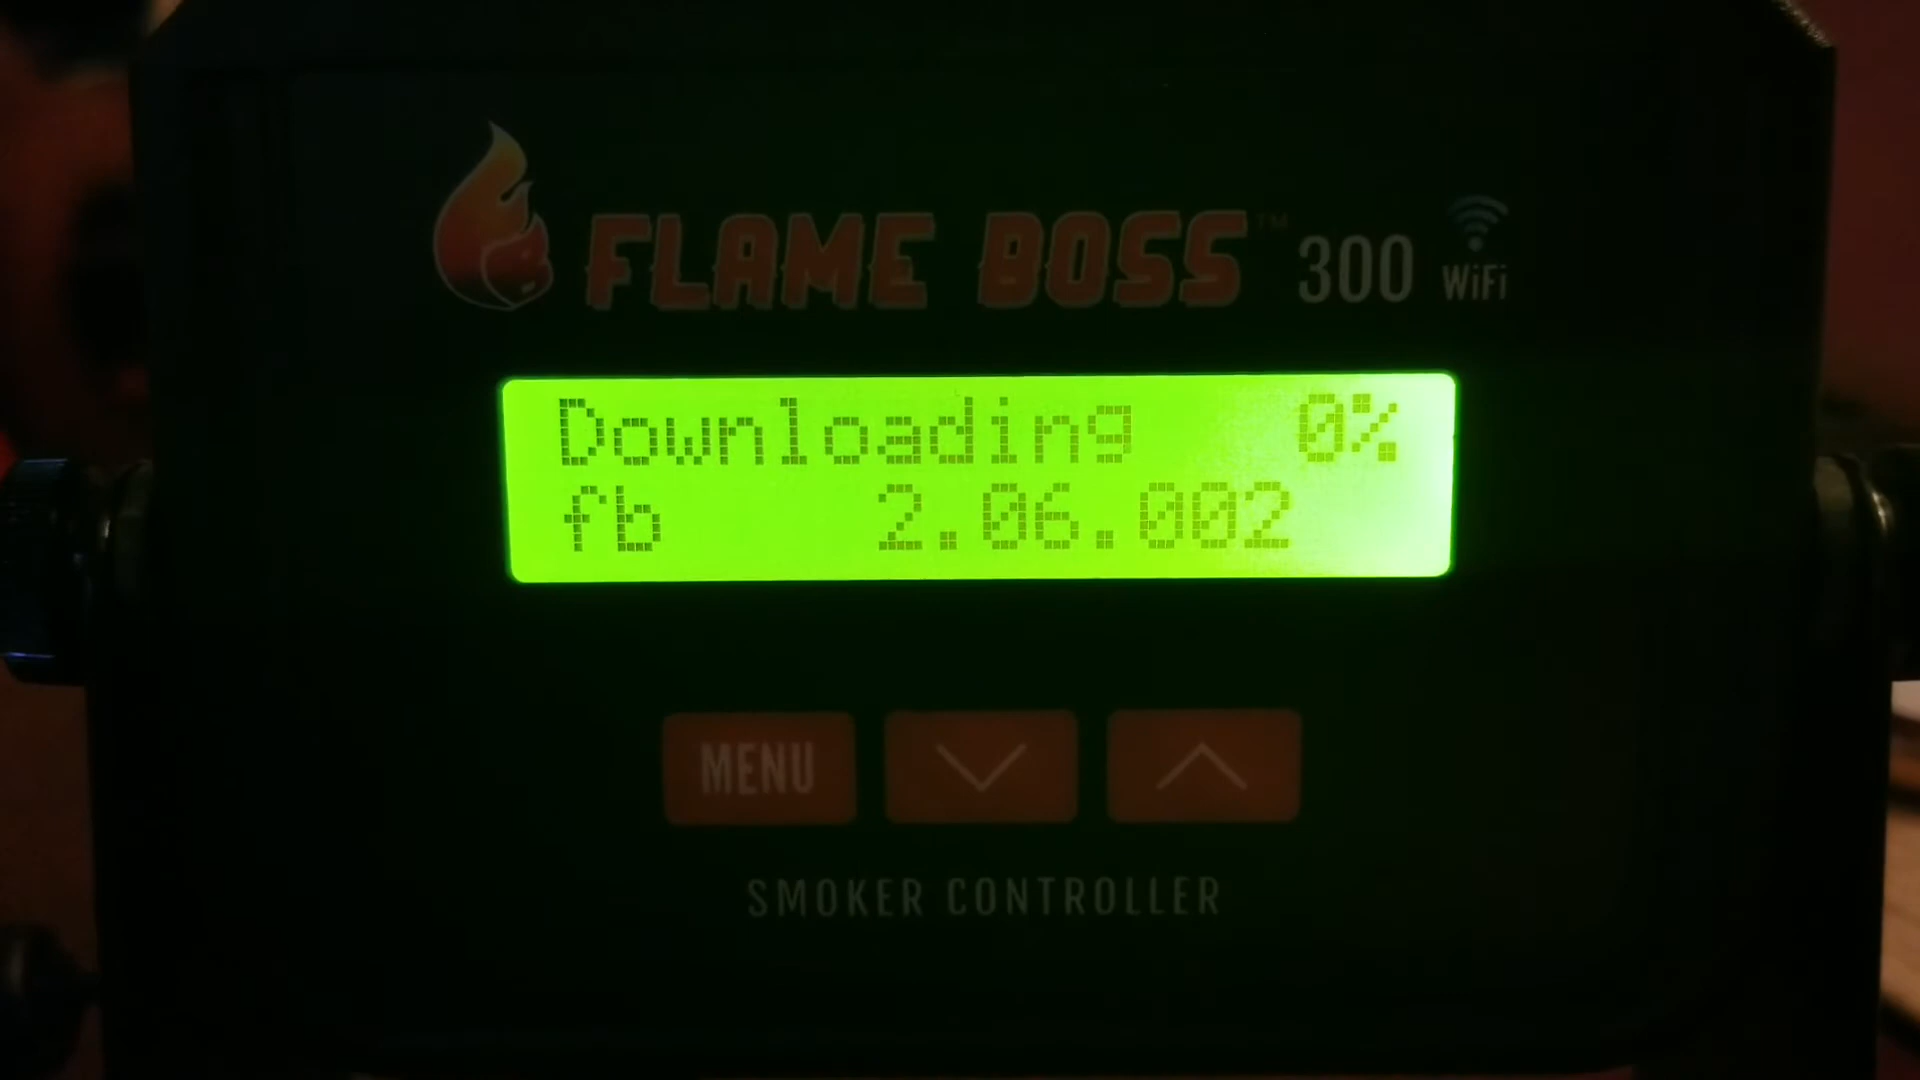 FLAME BOSS™ 300 WiFi
Downloading 0%
fb 2.06.002
MENU
SMOKER CONTROLLER